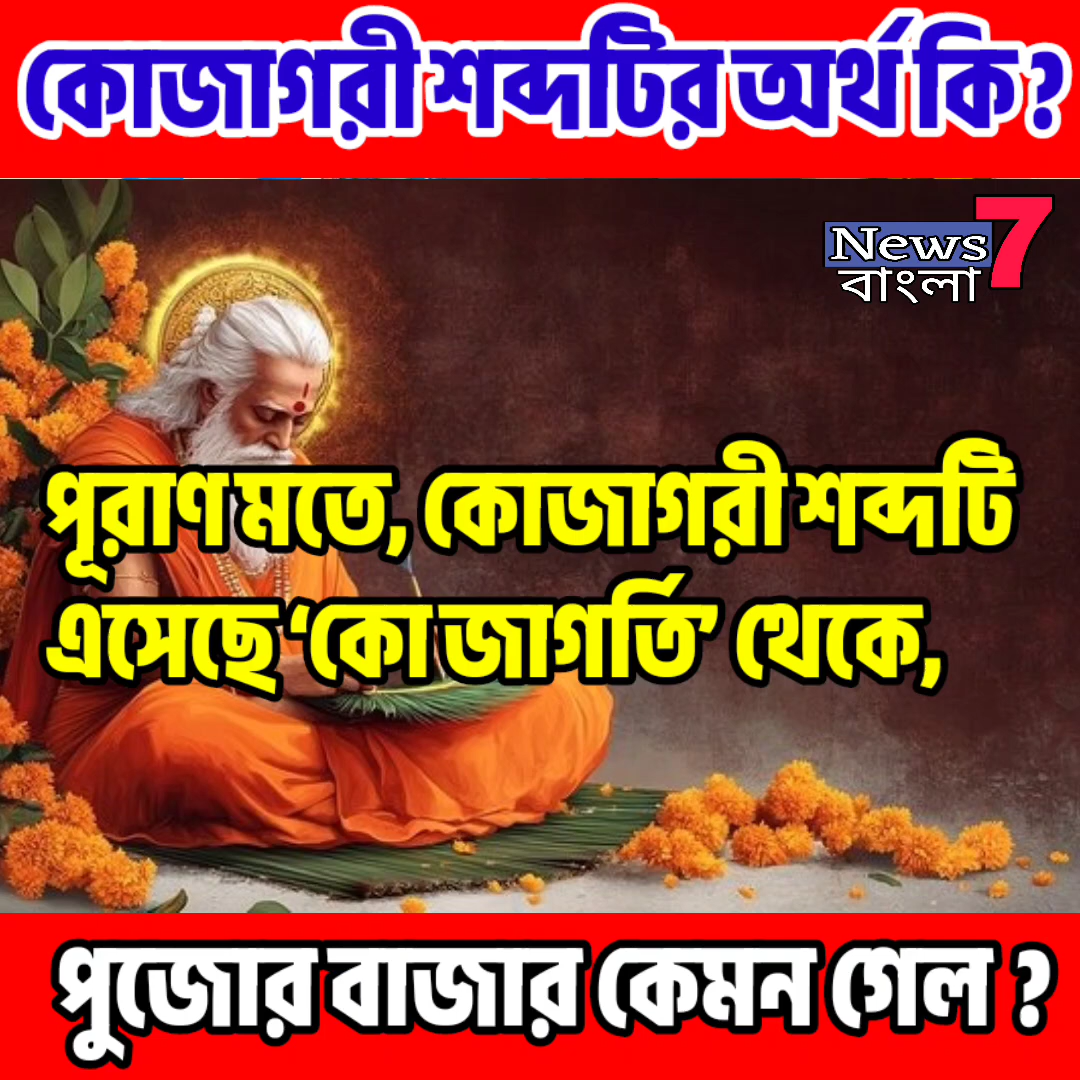 কোজাগরী শব্দটির অর্থ কি?
News 7
বাংলা
পূরাণ মতে, কোজাগরী শব্দটি
এসেছে ‘কো জাগর্তি’ থেকে,
পুজোর বাজার কেমন গেল ?